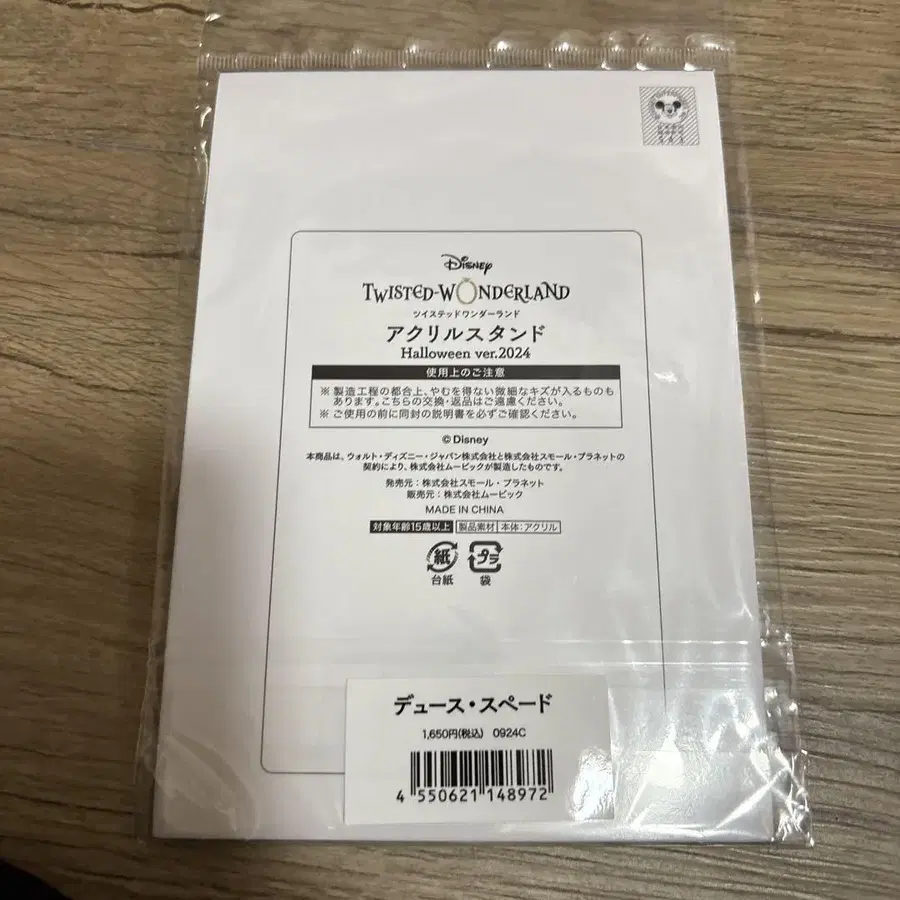 Disney
TWISTED-WONDERLAND
ツイステッドワンダーランド
アクリルスタンド
Halloween ver.2024
使用上のご注意
※ 製造工程の都合上、やむを得ない微細なキズが入るものも
あります。こちらの交換・返品はご遠慮ください。
※ ご使用の前に同封の説明書を必ずご確認ください。
©Disney
本商品は、ウォルト・ディズニー・ジャパン株式会社と株式会社スモール・プラネットの
契約により、株式会社ムービックが製造したものです。
発売元：株式会社スモール・プラネット
販売元：株式会社ムービック
MADE IN CHINA
対象年齢15歳以上 製品素材 本体：アクリル
紙 プラ
台紙 袋
デュース・スペード
1,650円(税込) 0924C
4 550621 148972